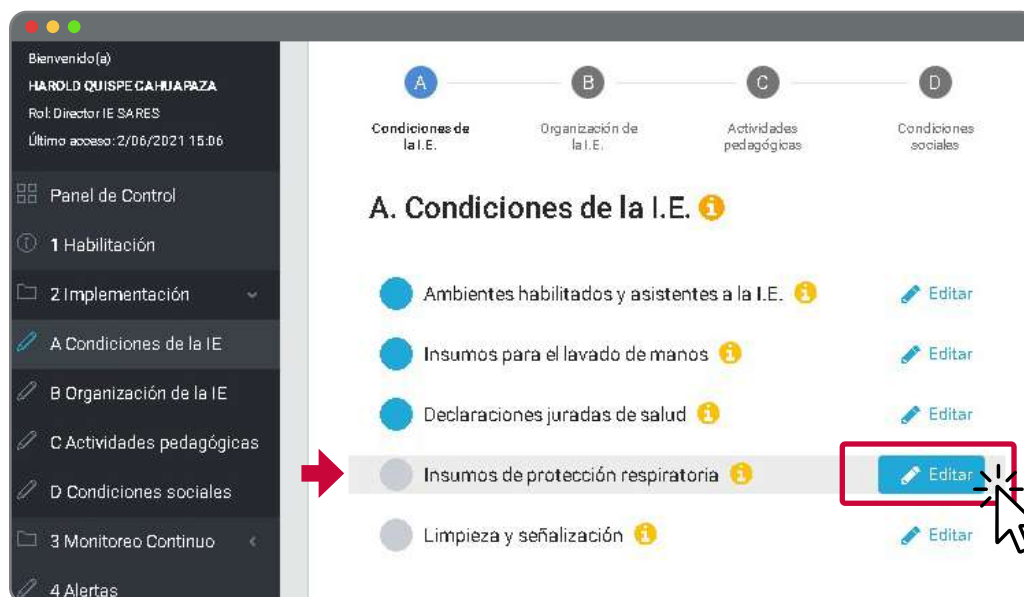 Bienvenido(a)
HAROLD QUISPE CAHUAPAZA
Rol: Director IE SARES
Último acceso: 2/06/2021 15:06
Panel de Control
1 Habilitación
2 Implementación
A Condiciones de la IE
B Organización de la IE
C Actividades pedagógicas
D Condiciones sociales
3 Monitoreo Continuo
4 Alertas
A
B
C
D
Condiciones de
la I.E.
Organización de
la I.E.
Actividades
pedagógicas
Condiciones
sociales
A. Condiciones de la I.E.
Ambientes habilitados y asistentes a la I.E.
Editar
Insumos para el lavado de manos
Editar
Declaraciones juradas de salud
Editar
Insumos de protección respiratoria
Editar
Limpieza y señalización
Editar